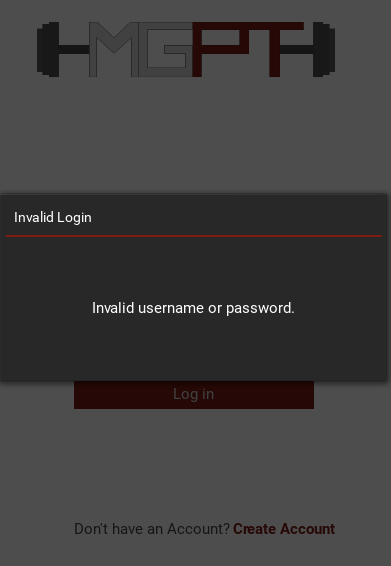 MGPT
Invalid Login
Invalid username or password.
Log in
Don't have an Account? Create Account